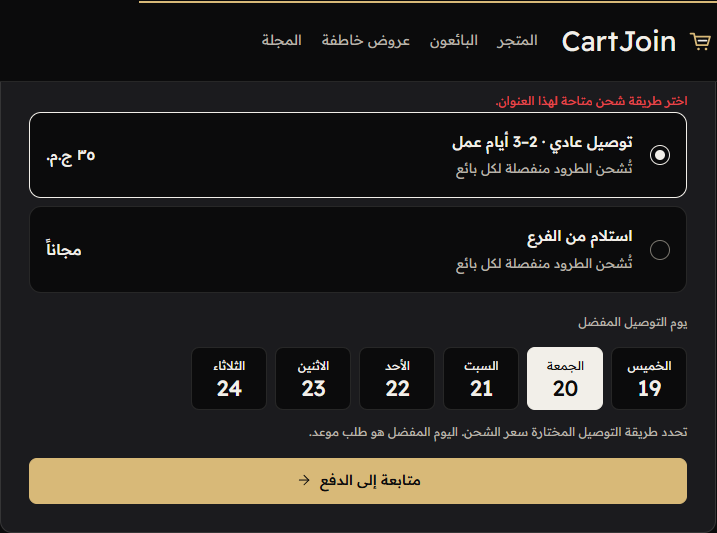 CartJoin المتجر البائعون عروض خاطفة المجلة
اختر طريقة شحن متاحة لهذا العنوان.
توصيل عادي · 2–3 أيام عمل
تُشحن الطرود منفصلة لكل بائع
٣٥ ج.م.
استلام من الفرع
تُشحن الطرود منفصلة لكل بائع
مجاناً
يوم التوصيل المفضل
الخميس الجمعة السبت الأحد الاثنين الثلاثاء
19 20 21 22 23 24
تحدد طريقة التوصيل المختارة سعر الشحن. اليوم المفضل هو طلب موعد.
متابعة إلى الدفع →